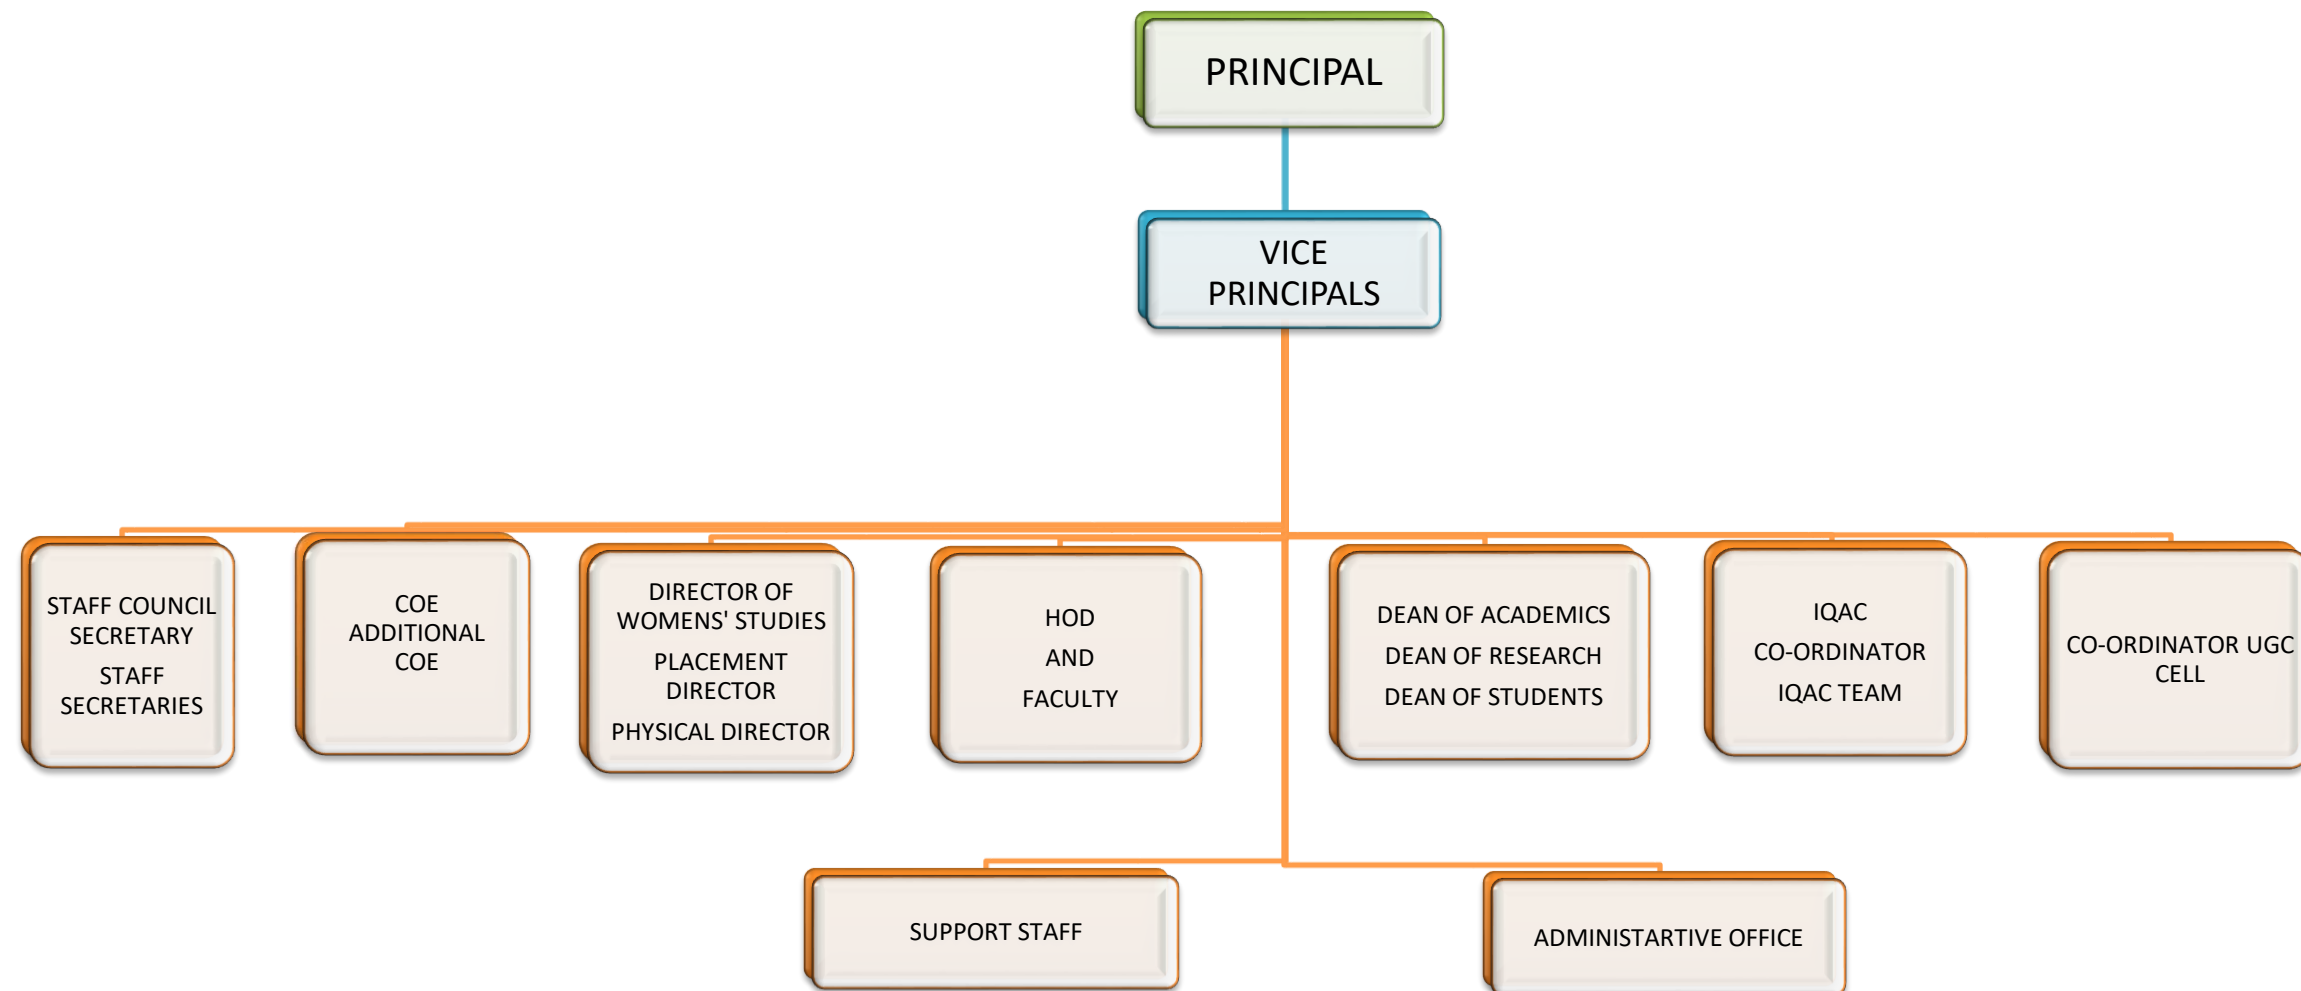 PRINCIPAL
VICE
PRINCIPALS
STAFF COUNCIL
SECRETARY
STAFF
SECRETARIES
COE
ADDITIONAL
COE
DIRECTOR OF
WOMENS' STUDIES
PLACEMENT
DIRECTOR
PHYSICAL DIRECTOR
HOD
AND
FACULTY
DEAN OF ACADEMICS
DEAN OF RESEARCH
DEAN OF STUDENTS
IQAC
CO-ORDINATOR
IQAC TEAM
CO-ORDINATOR UGC
CELL
SUPPORT STAFF
ADMINISTARTIVE OFFICE